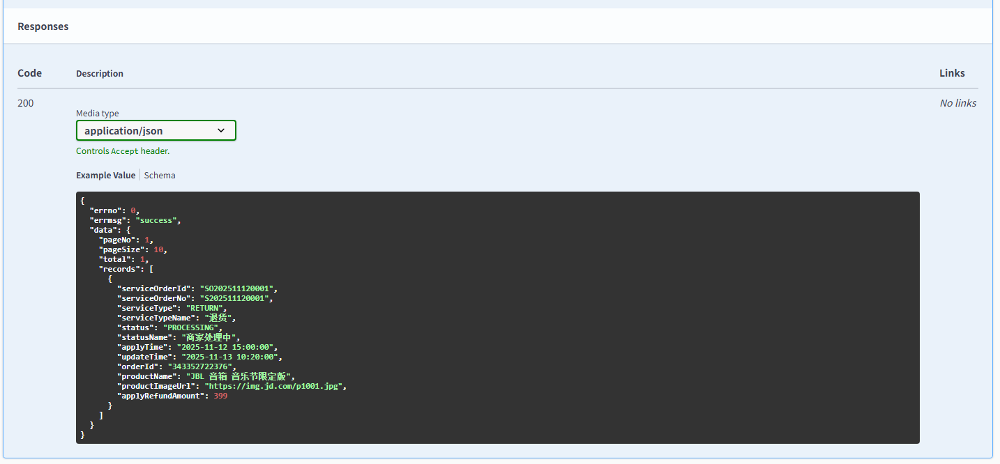 Responses
Code
Description
Links
200
No links
Media type
application/json
Controls Accept header.
Example Value
Schema
{
  "errno": 0,
  "errmsg": "success",
  "data": {
    "pageNo": 1,
    "pageSize": 10,
    "total": 1,
    "records": [
      {
        "serviceOrderId": "SO202511120001",
        "serviceOrderNo": "S202511120001",
        "serviceType": "RETURN",
        "serviceTypeName": "退货",
        "status": "PROCESSING",
        "statusName": "商家处理中",
        "applyTime": "2025-11-12 15:00:00",
        "updateTime": "2025-11-13 10:20:00",
        "orderId": "343352722376",
        "productName": "JBL 音箱 音乐节限定版",
        "productImageUrl": "https://img.jd.com/p1001.jpg",
        "applyRefundAmount": 399
      }
    ]
  }
}